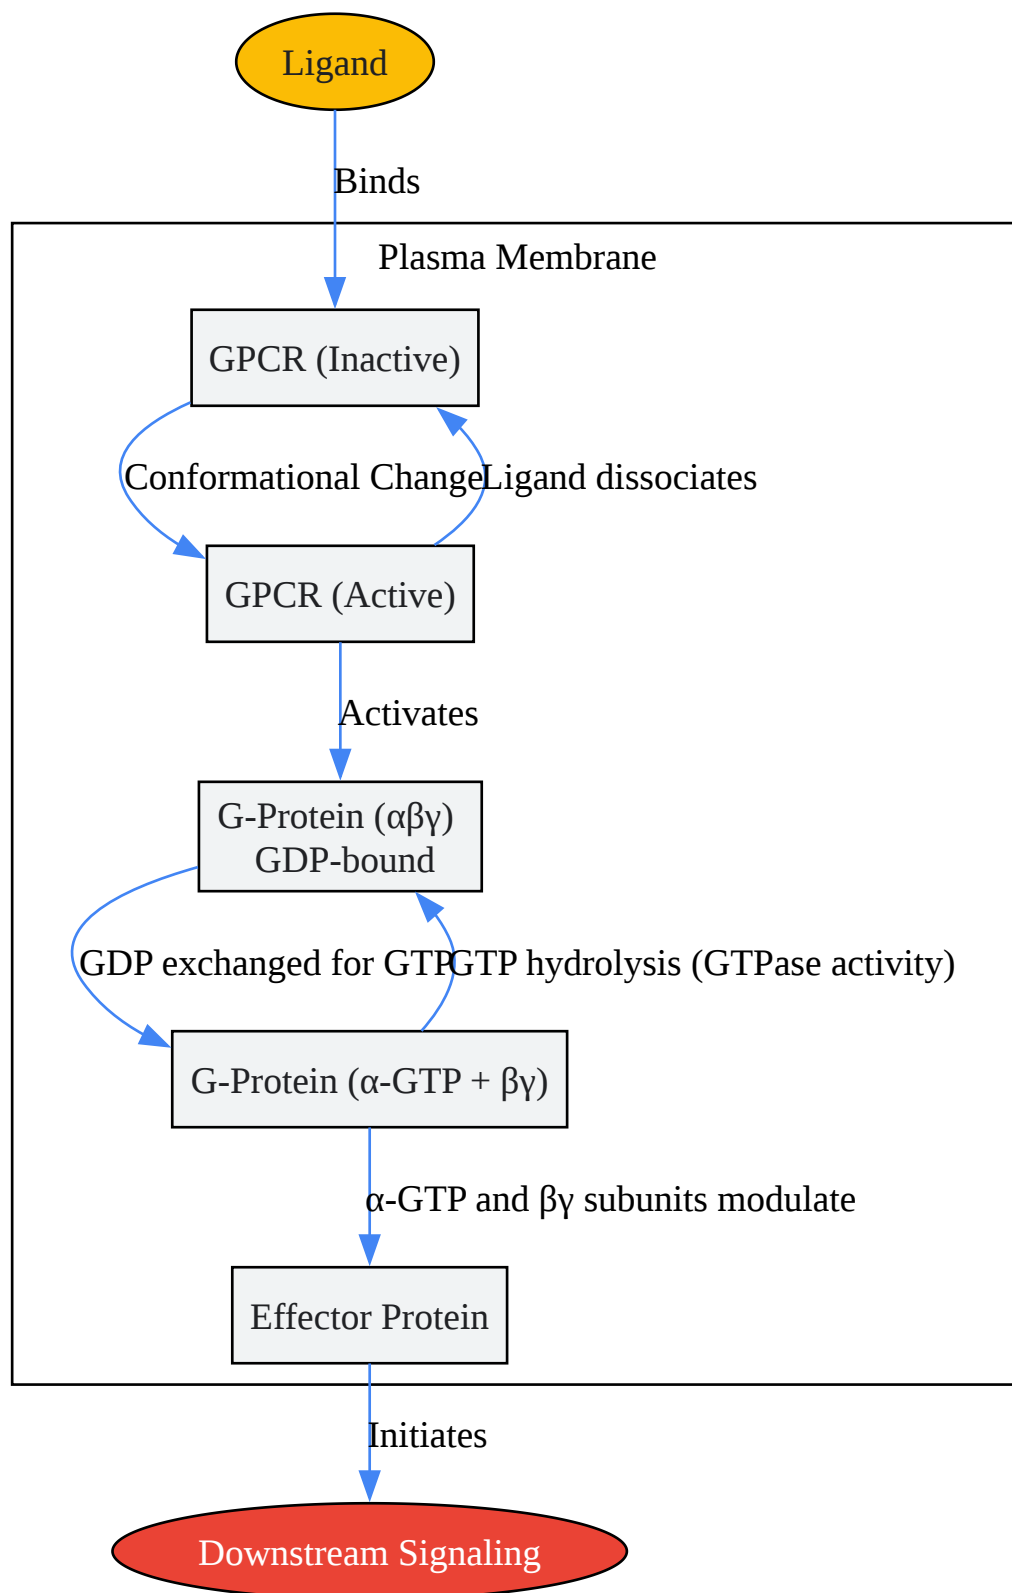 Ligand
Binds
Plasma Membrane
GPCR (Inactive)
Conformational Change
Ligand dissociates
GPCR (Active)
Activates
G-Protein (αβγ)
GDP-bound
GDP exchanged for GTP
GTP hydrolysis (GTPase activity)
G-Protein (α-GTP + βγ)
α-GTP and βγ subunits modulate
Effector Protein
Initiates
Downstream Signaling